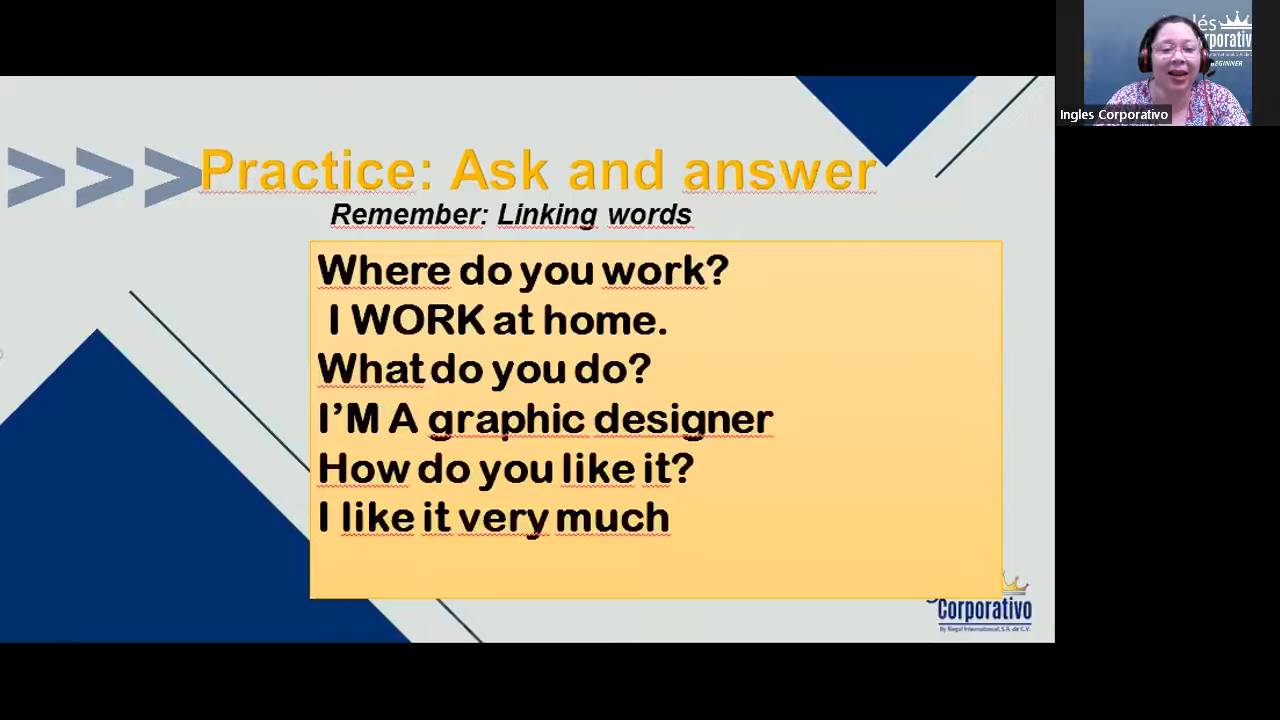 >>>Practice: Ask and answer
Remember: Linking words
Where do you work?
I WORK at home.
What do you do?
I'M A graphic designer
How do you like it?
I like it very much
Corporativo
Ingles Corporativo
BEGINNER